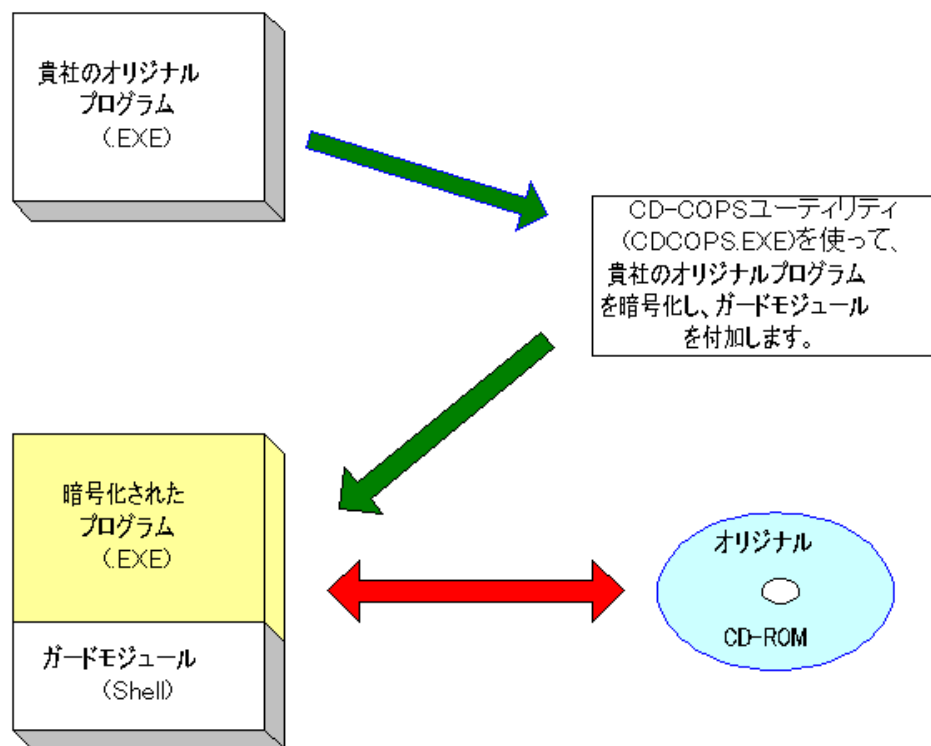 貴社のオリジナル
プログラム
(.EXE)
CD-COPSユーティリティ
(CDCOPS.EXE)を使って、
貴社のオリジナルプログラム
を暗号化し、ガードモジュール
を付加します。
暗号化された
プログラム
(.EXE)
ガードモジュール
(Shell)
オリジナル
CD-ROM